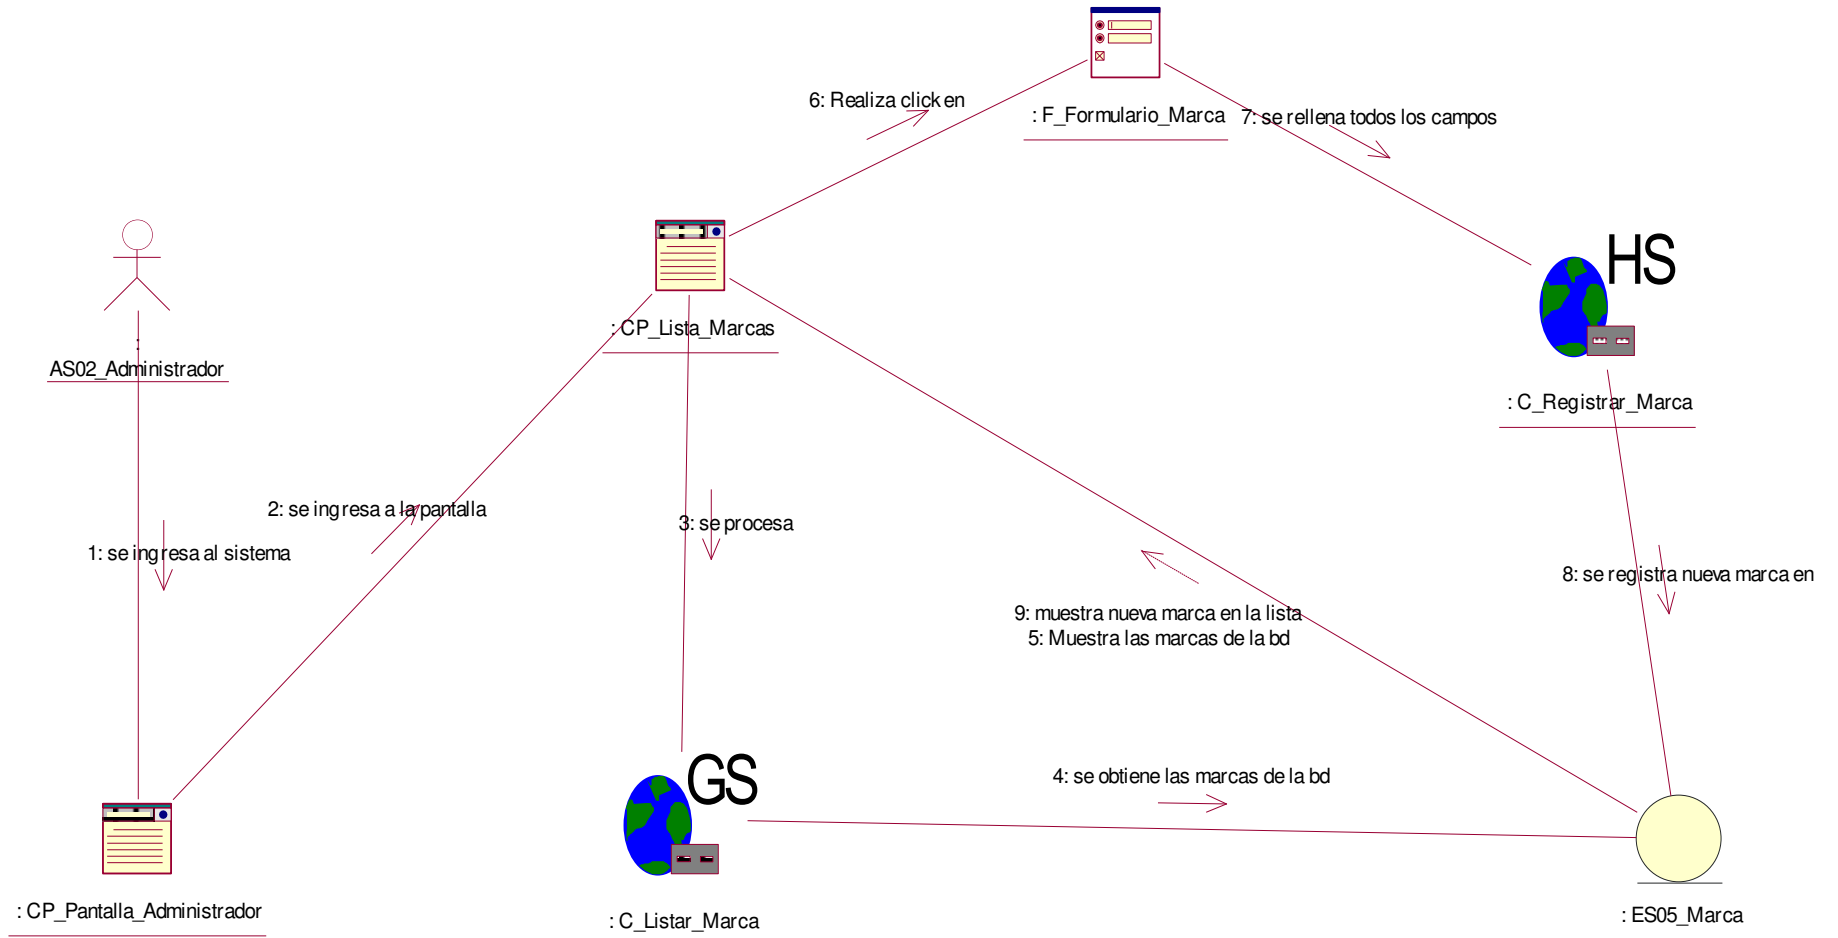 6: Realiza click en
: F_Formulario_Marca
7: se rellena todos los campos
HS
: CP_Lista_Marcas
:
AS02_Administrador
: C_Registrar_Marca
2: se ingresa a la pantalla
3: se procesa
1: se ingresa al sistema
8: se registra nueva marca en
9: muestra nueva marca en la lista
5: Muestra las marcas de la bd
GS
4: se obtiene las marcas de la bd
: CP_Pantalla_Administrador
: C_Listar_Marca
: ES05_Marca